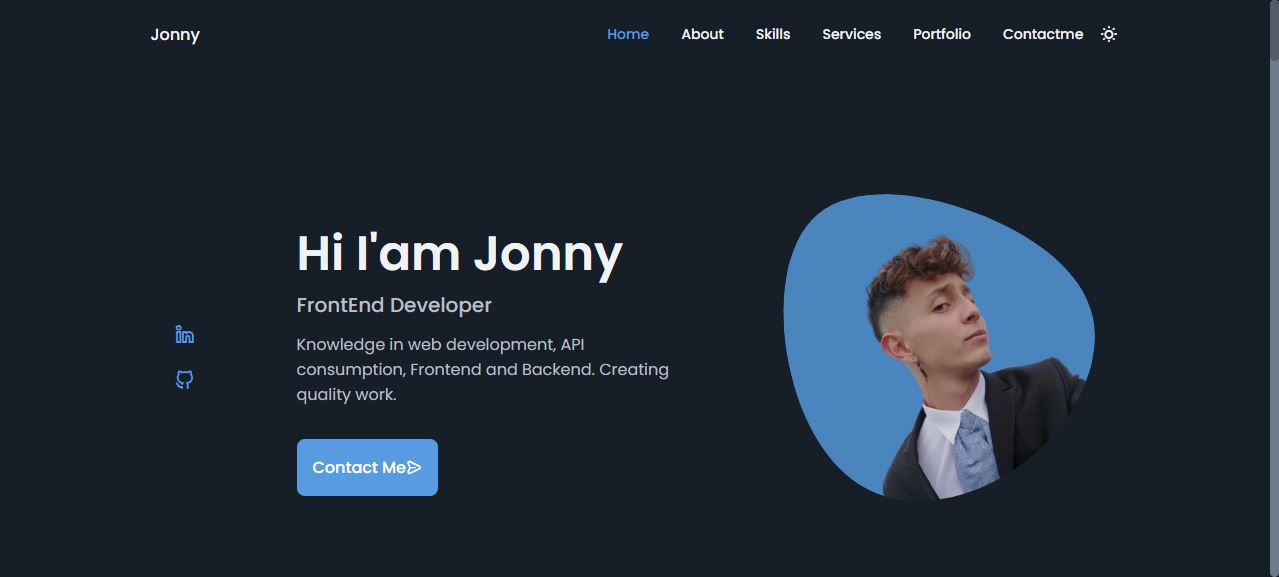 Jonny
Home About Skills Services Portfolio Contactme
Hi I'am Jonny
FrontEnd Developer
Knowledge in web development, API
consumption, Frontend and Backend. Creating
quality work.
Contact Me